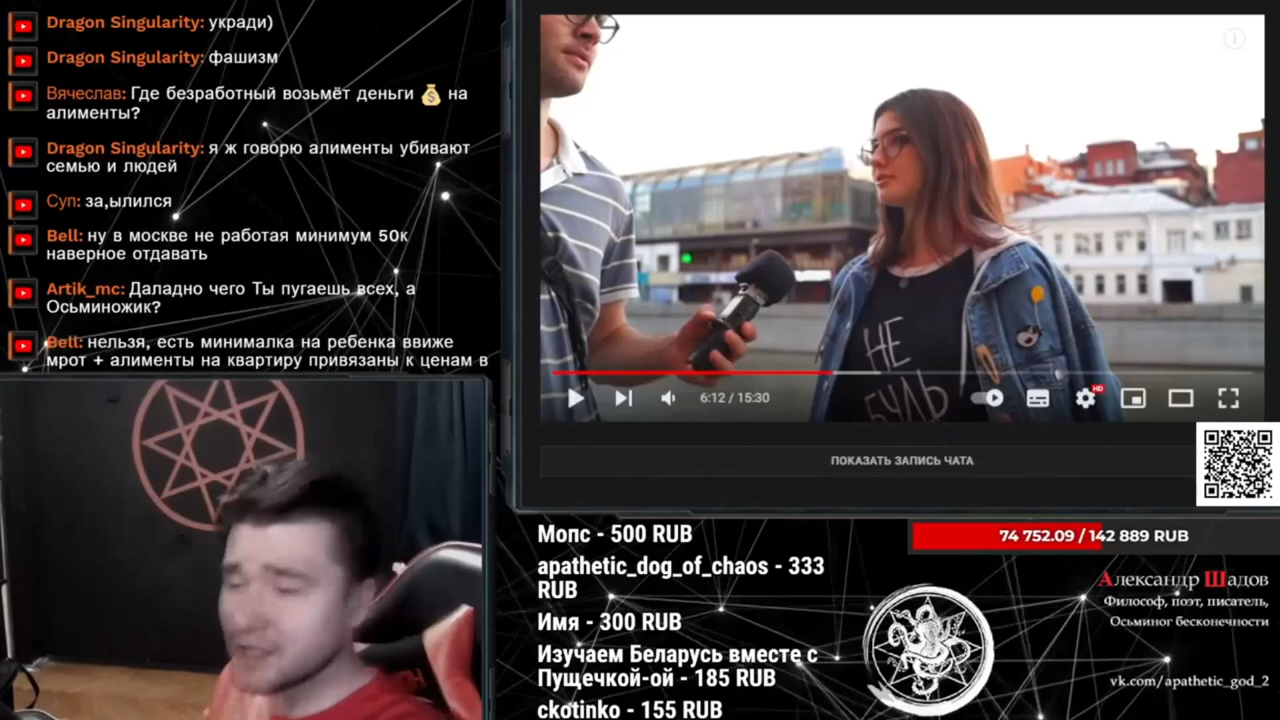 Dragon Singularity: укради)
Dragon Singularity: фашизм
Вячеслав: Где безработный возьмёт деньги 💰 на
алименты?
Dragon Singularity: я ж говорю алименты убивают
семью и людей
Суп: за,ылился
Bell: ну в москве не работая минимум 50к
наверное отдавать
Artik_mc: Даладно чего Ты пугаешь всех, а
Осьминожик?
Bell: нельзя, есть минималка на ребенка ввиже
мрот + алименты на квартиру привязаны к ценам в
НЕ
БУДЬ
6:12 / 15:30
HD
ПОКАЗАТЬ ЗАПИСЬ ЧАТА
Мопс - 500 RUB
apathetic_dog_of_chaos - 333
RUB
Имя - 300 RUB
Изучаем Беларусь вместе с
Пущечкой-ой - 185 RUB
ckotinko - 155 RUB
74 752.09 / 142 889 RUB
Александр Шадов
Философ, поэт, писатель,
Осьминог бесконечности
vk.com/apathetic_god_2